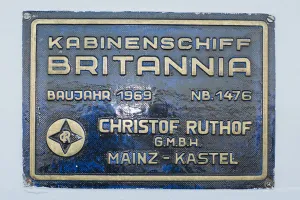 KABINENSCHIFF
BRITANNIA
BAUJAHR 1969 NB. 1476
CHRISTOF RUTHOF
G.M.B.H
MAINZ - KASTEL